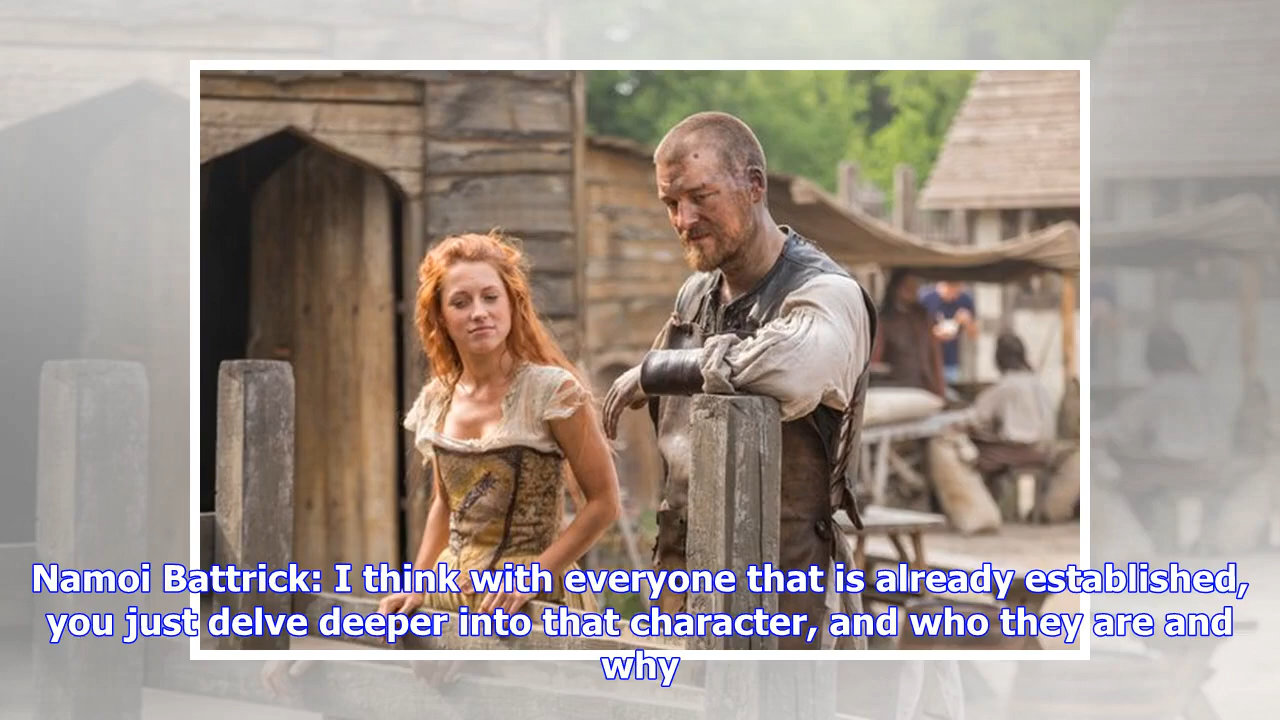 Namoi Battrick: I think with everyone that is already established,
you just delve deeper into that character, and who they are and
why